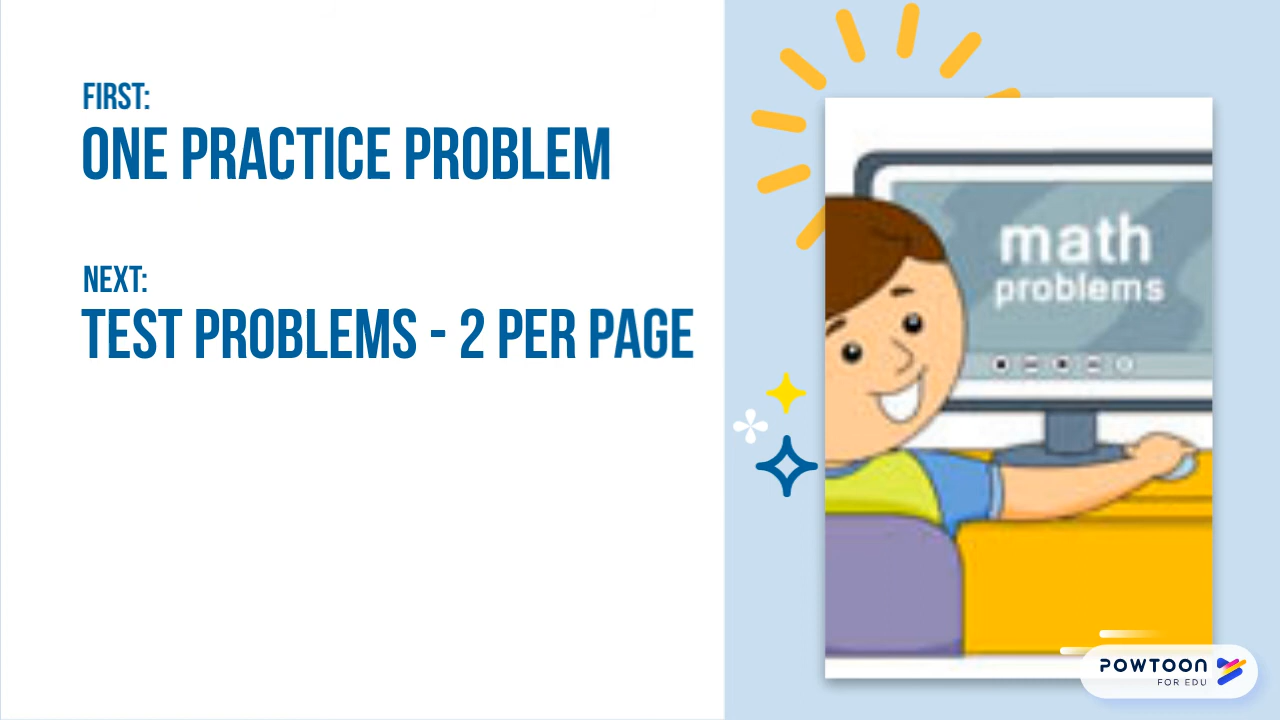 FIRST:
ONE PRACTICE PROBLEM
NEXT:
TEST PROBLEMS - 2 PER PAGE
math
problems
POWTOON
FOR EDU